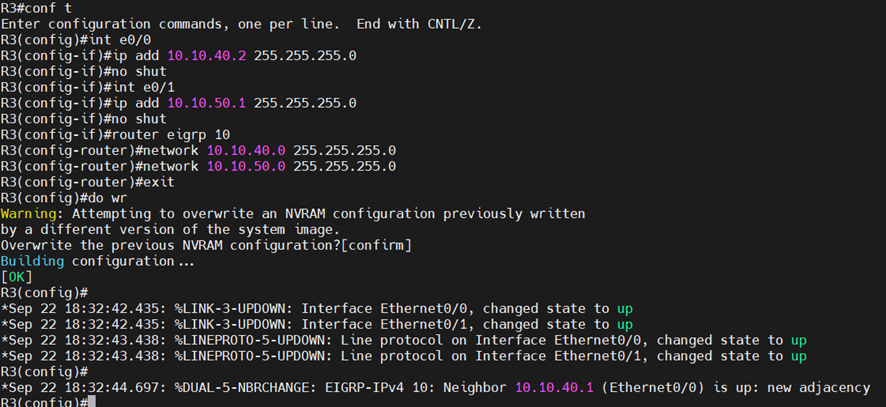 R3#conf t
Enter configuration commands, one per line.  End with CNTL/Z.
R3(config)#int e0/0
R3(config-if)#ip add 10.10.40.2 255.255.255.0
R3(config-if)#no shut
R3(config-if)#int e0/1
R3(config-if)#ip add 10.10.50.1 255.255.255.0
R3(config-if)#no shut
R3(config-if)#router eigrp 10
R3(config-router)#network 10.10.40.0 255.255.255.0
R3(config-router)#network 10.10.50.0 255.255.255.0
R3(config-router)#exit
R3(config)#do wr
Warning: Attempting to overwrite an NVRAM configuration previously written
by a different version of the system image.
Overwrite the previous NVRAM configuration?[confirm]
Building configuration...
[OK]
R3(config)#
*Sep 22 18:32:42.435: %LINK-3-UPDOWN: Interface Ethernet0/0, changed state to up
*Sep 22 18:32:42.435: %LINK-3-UPDOWN: Interface Ethernet0/1, changed state to up
*Sep 22 18:32:43.438: %LINEPROTO-5-UPDOWN: Line protocol on Interface Ethernet0/0, changed state to up
*Sep 22 18:32:43.438: %LINEPROTO-5-UPDOWN: Line protocol on Interface Ethernet0/1, changed state to up
R3(config)#
*Sep 22 18:32:44.697: %DUAL-5-NBRCHANGE: EIGRP-IPv4 10: Neighbor 10.10.40.1 (Ethernet0/0) is up: new adjacency
R3(config)#